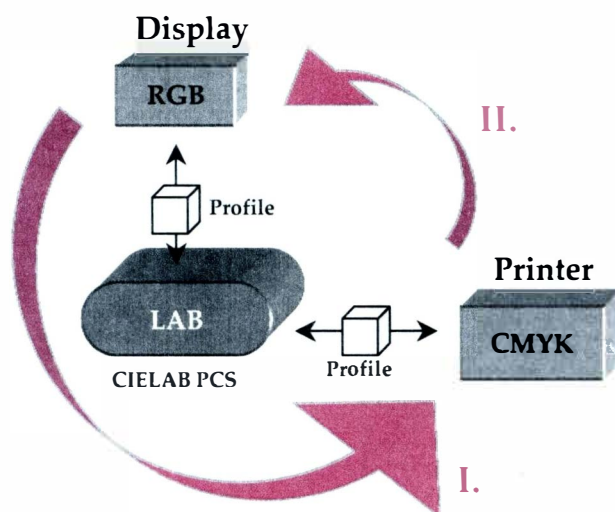 Display
RGB
II.
Profile
Printer
LAB
CMYK
Profile
CIELAB PCS
I.